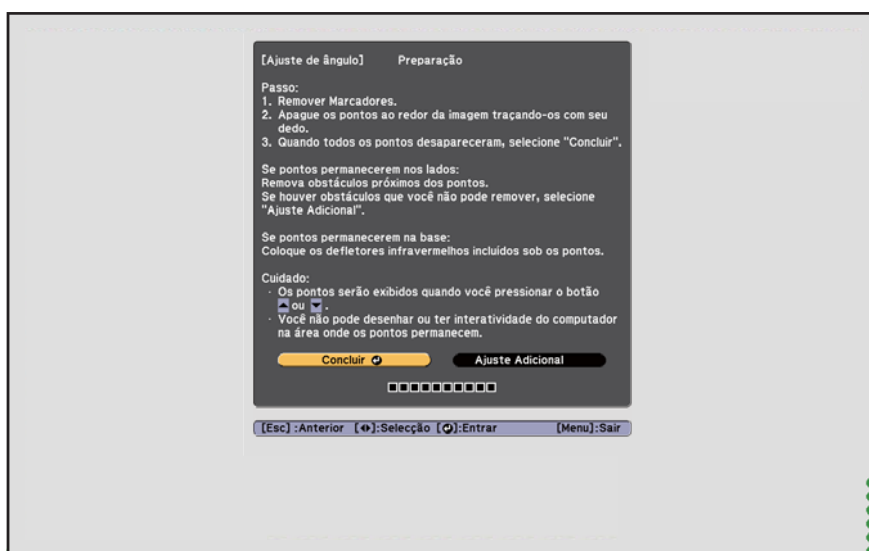 [Ajuste de ângulo] Preparação
Passo:
1. Remover Marcadores.
2. Apague os pontos ao redor da imagem traçando-os com seu
dedo.
3. Quando todos os pontos desapareceram, selecione "Concluir".
Se pontos permanecerem nos lados:
Remova obstáculos próximos dos pontos.
Se houver obstáculos que você não pode remover, selecione
"Ajuste Adicional".
Se pontos permanecerem na base:
Coloque os defletores infravermelhos incluídos sob os pontos.
Cuidado:
· Os pontos serão exibidos quando você pressionar o botão
ou .
· Você não pode desenhar ou ter interatividade do computador
na área onde os pontos permanecem.
Concluir Ajuste Adicional
[Esc] :Anterior [ ]:Selecção [ ]:Entrar [Menu]:Sair